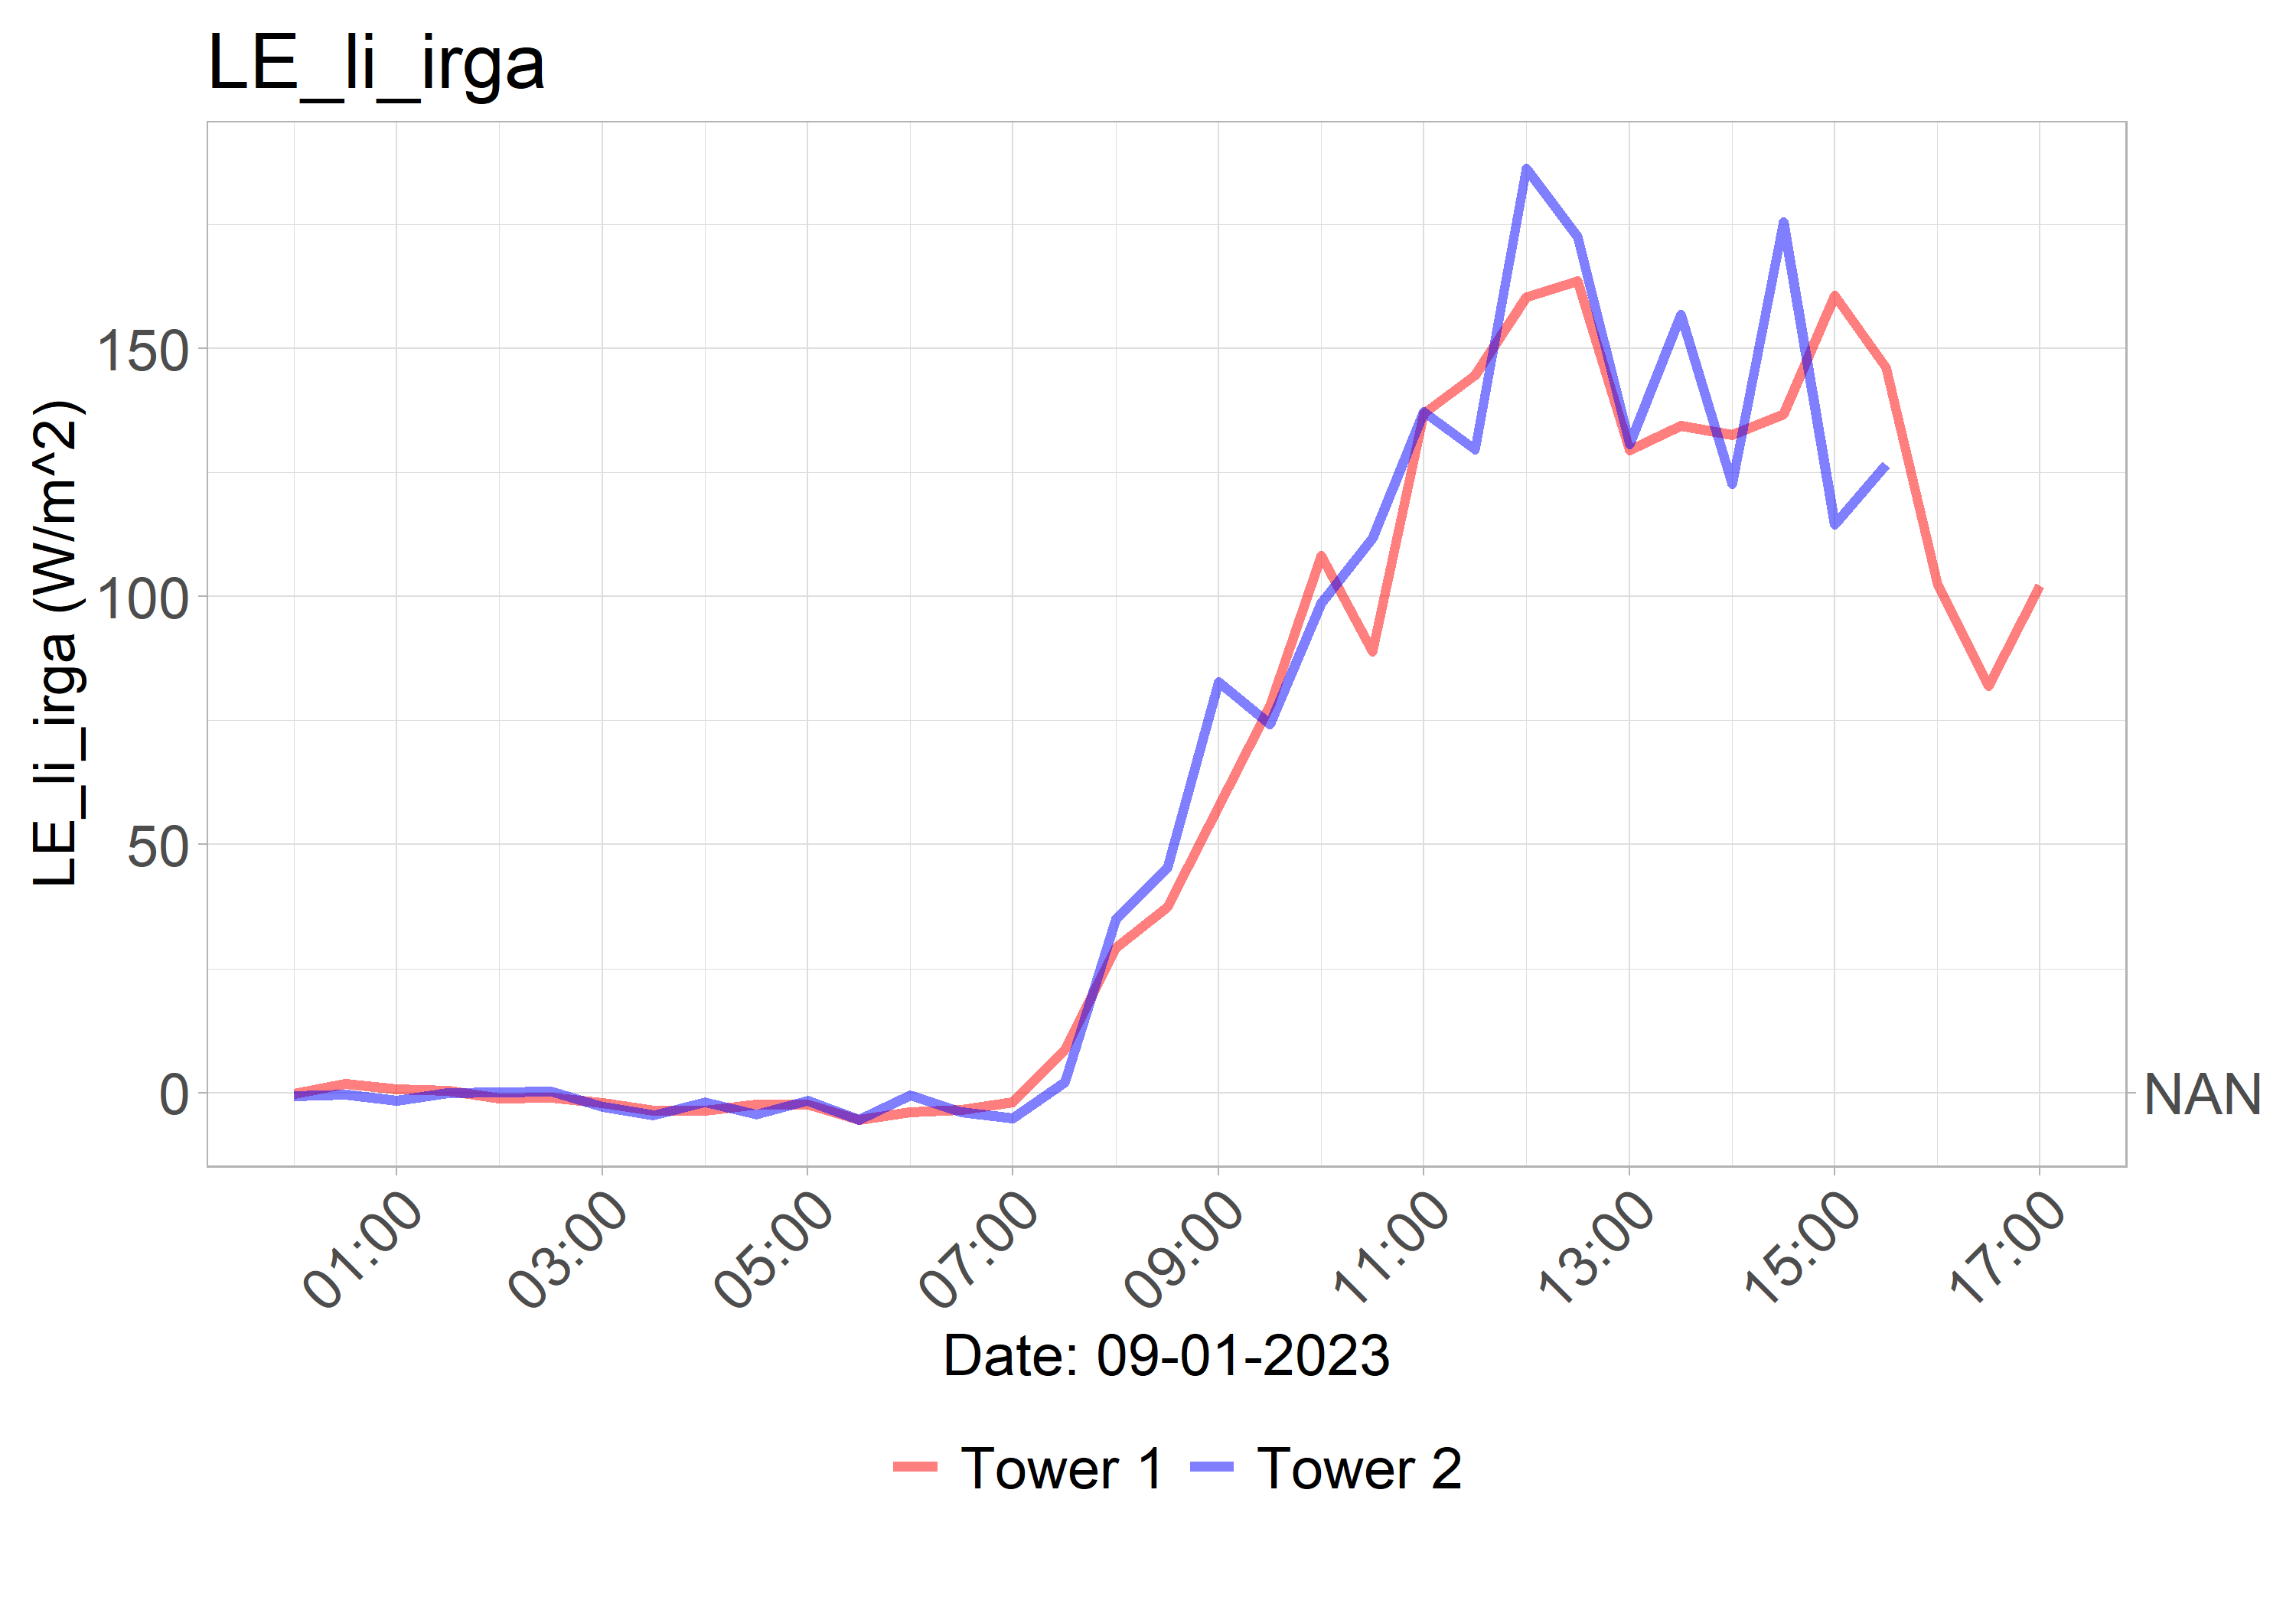 LE_li_irga
LE_li_irga (W/m^2)
150
100
50
0
NAN
01:00
03:00
05:00
07:00
09:00
11:00
13:00
15:00
17:00
Date: 09-01-2023
Tower 1
Tower 2